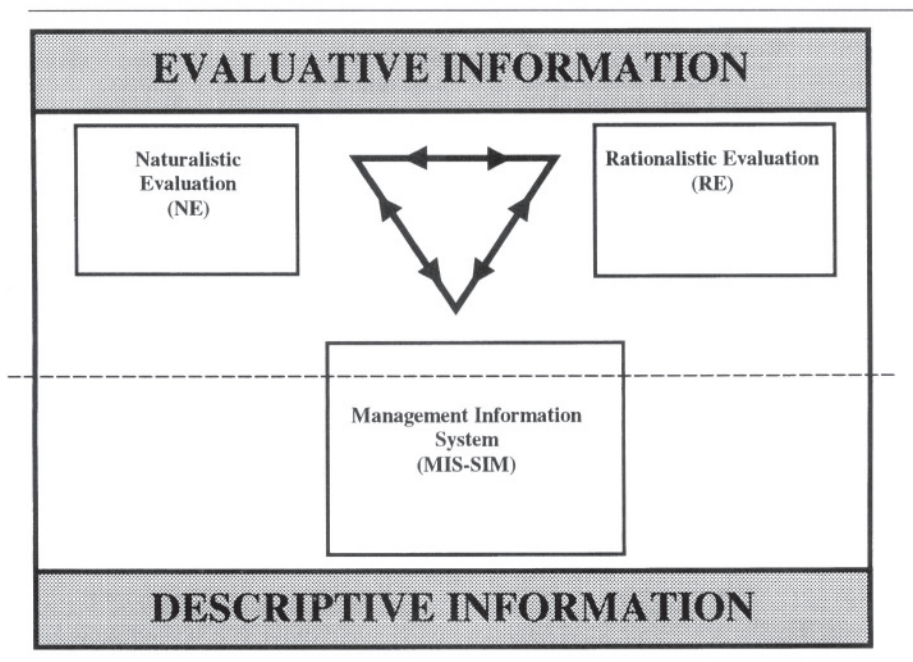 EVALUATIVE INFORMATION
Naturalistic
Evaluation
(NE)
Rationalistic Evaluation
(RE)
Management Information
System
(MIS-SIM)
DESCRIPTIVE INFORMATION